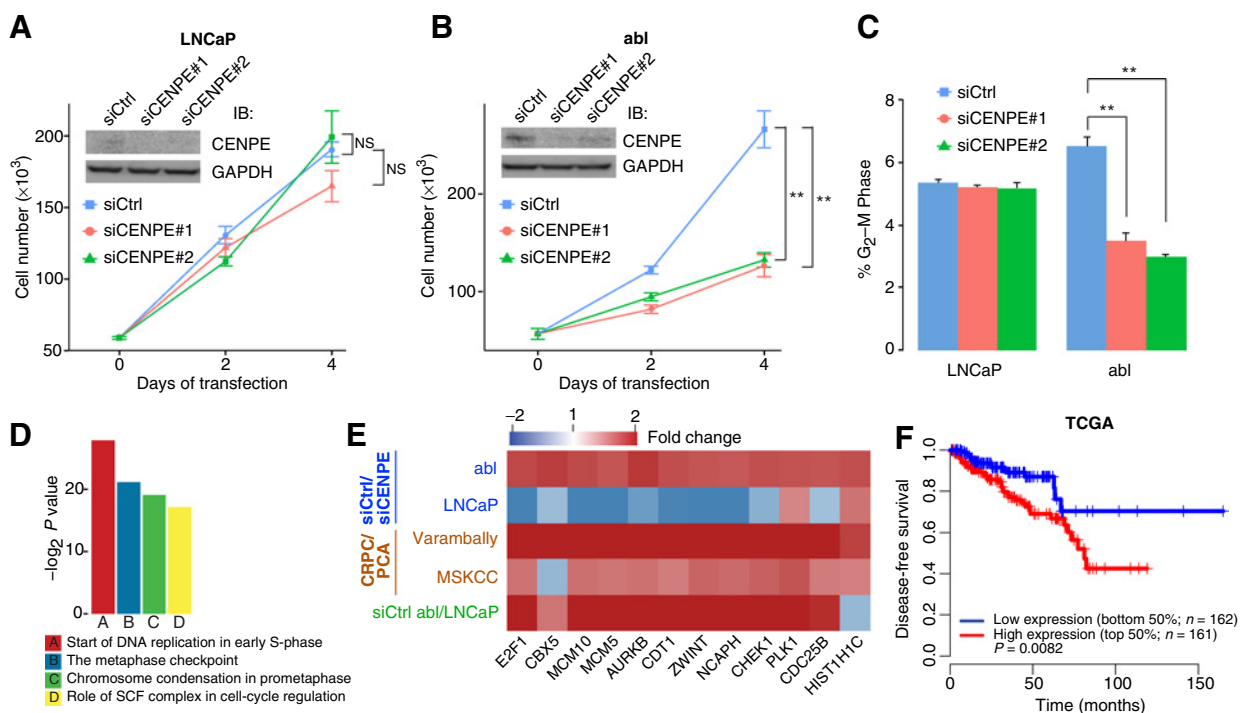 A
LNCaP
siCtrl
siCENPE#1
siCENPE#2
IB:
CENPE
GAPDH
NS
NS
siCtrl
siCENPE#1
siCENPE#2
Cell number (×10³)
200
150
100
50
0
2
4
Days of transfection
B
abl
siCtrl
siCENPE#1
siCENPE#2
IB:
CENPE
GAPDH
siCtrl
siCENPE#1
siCENPE#2
**
**
Cell number (×10³)
200
100
0
2
4
Days of transfection
C
siCtrl
siCENPE#1
siCENPE#2
**
**
% G₂–M Phase
8
6
4
2
0
LNCaP
abl
D
–log₂ P value
20
10
0
A
B
C
D
A Start of DNA replication in early S-phase
B The metaphase checkpoint
C Chromosome condensation in prometaphase
D Role of SCF complex in cell-cycle regulation
E
–2
1
2
Fold change
siCtrl/
siCENPE
abl
LNCaP
CRPC/
PCA
Varambally
MSKCC
siCtrl abl/LNCaP
E2F1
CBX5
MCM10
MCM5
AURKB
CDT1
ZWINT
NCAPH
CHEK1
PLK1
CDC25B
HIST1H1C
F
TCGA
Disease-free survival
1.0
0.8
0.6
0.4
0.2
0.0
Low expression (bottom 50%; n = 162)
High expression (top 50%; n = 161)
P = 0.0082
0
50
100
150
Time (months)